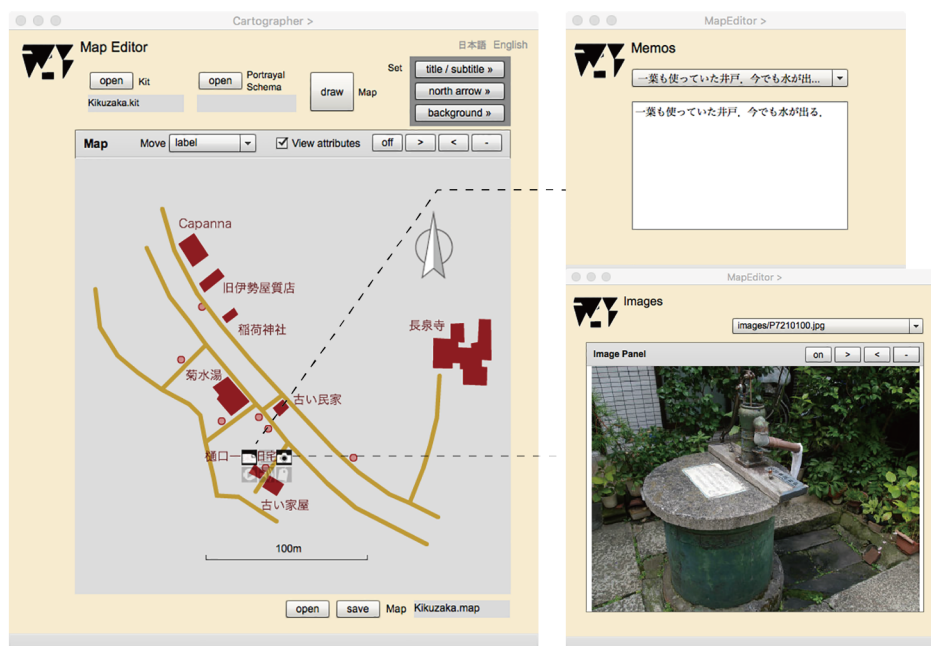 Cartographer >
Map Editor
日本語 English
open Kit
Kikuzaka.kit
open Portrayal Schema
draw Map
Set
title / subtitle »
north arrow »
background »
Map Move label View attributes off > < -
Capanna
旧伊勢屋質店
稲荷神社
長泉寺
菊水湯
古い民家
樋口一 旧宅
古い家屋
100m
open save Map Kikuzaka.map
MapEditor >
Memos
一葉も使っていた井戸．今でも水が出...
一葉も使っていた井戸．今でも水が出る．
MapEditor >
Images
images/P7210100.jpg
Image Panel on > < -